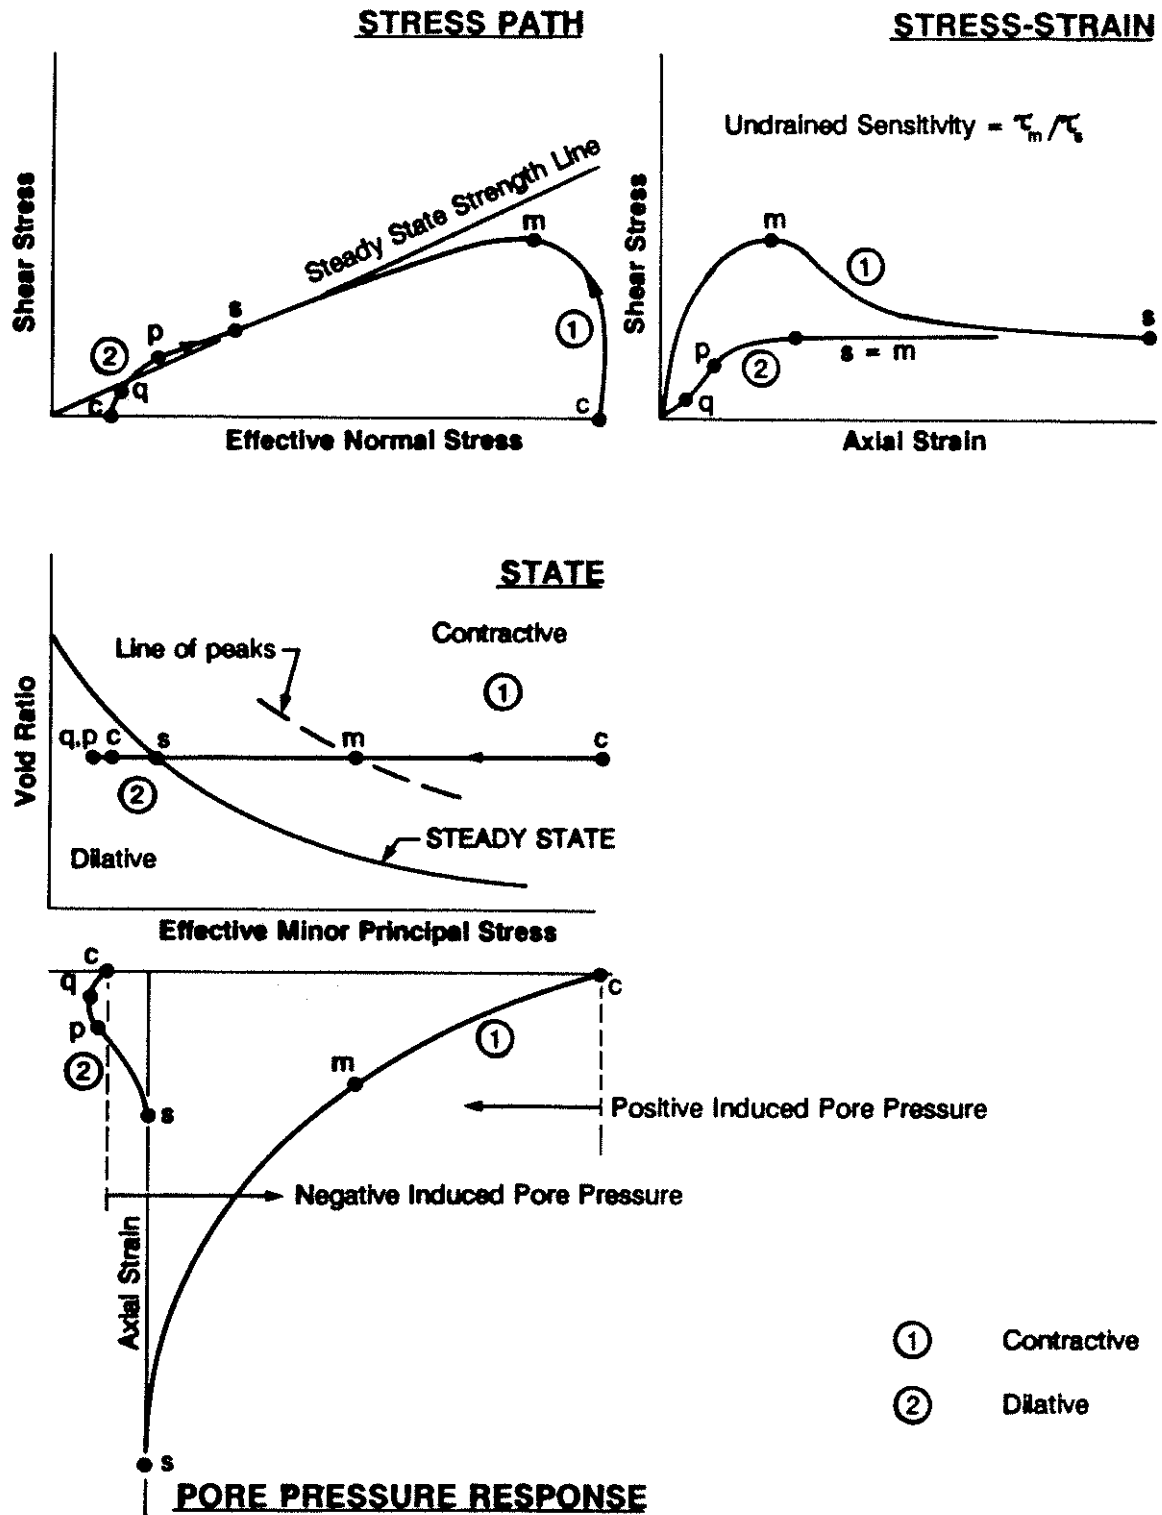 STRESS PATH
Shear Stress
Steady State Strength Line
m
s
p
2
q
c
1
c
Effective Normal Stress
STRESS-STRAIN
Undrained Sensitivity = τm/τs
Shear Stress
m
1
s
p
2
s = m
q
Axial Strain
STATE
Contractive
Line of peaks
1
Void Ratio
q,p c s m c
2
STEADY STATE
Dilative
Effective Minor Principal Stress
c
q
p
2
s
c
1
m
Positive Induced Pore Pressure
Negative Induced Pore Pressure
Axial Strain
s
1 Contractive
2 Dilative
PORE PRESSURE RESPONSE